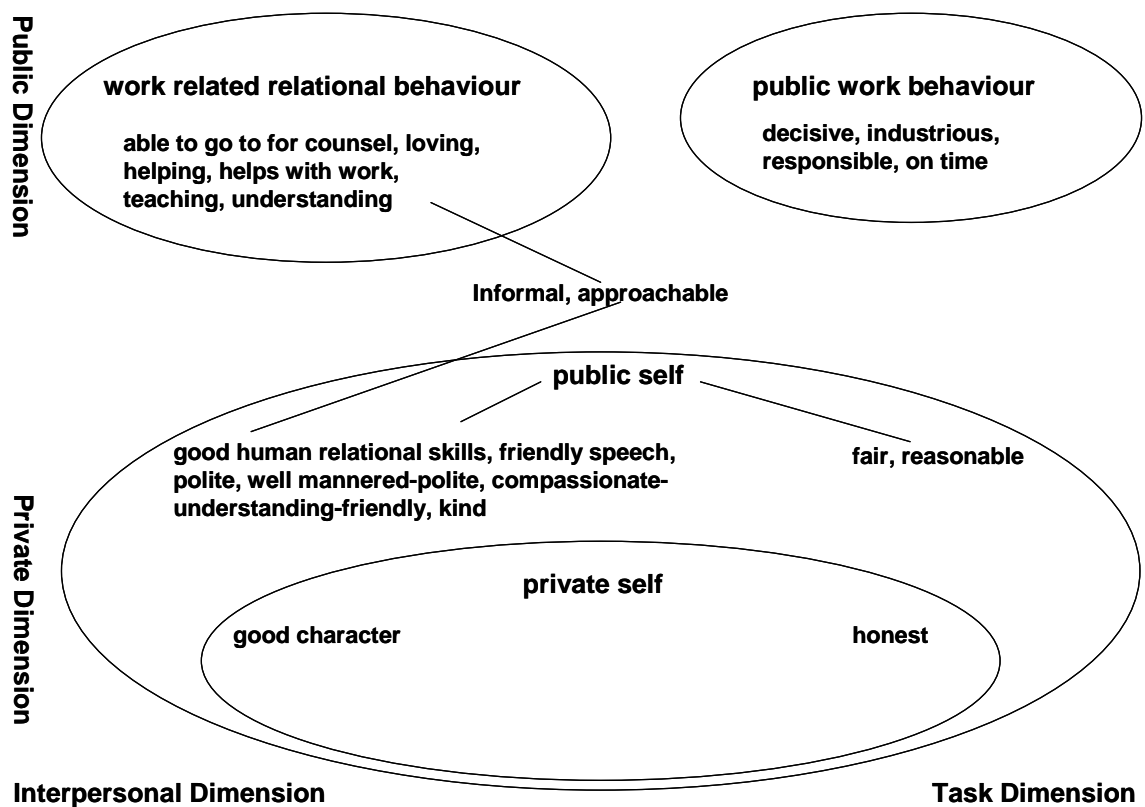 Public Dimension
work related relational behaviour
able to go to for counsel, loving,
helping, helps with work,
teaching, understanding
public work behaviour
decisive, industrious,
responsible, on time
Informal, approachable
public self
good human relational skills, friendly speech,
polite, well mannered-polite, compassionate-
understanding-friendly, kind
fair, reasonable
Private Dimension
private self
good character
honest
Interpersonal Dimension
Task Dimension